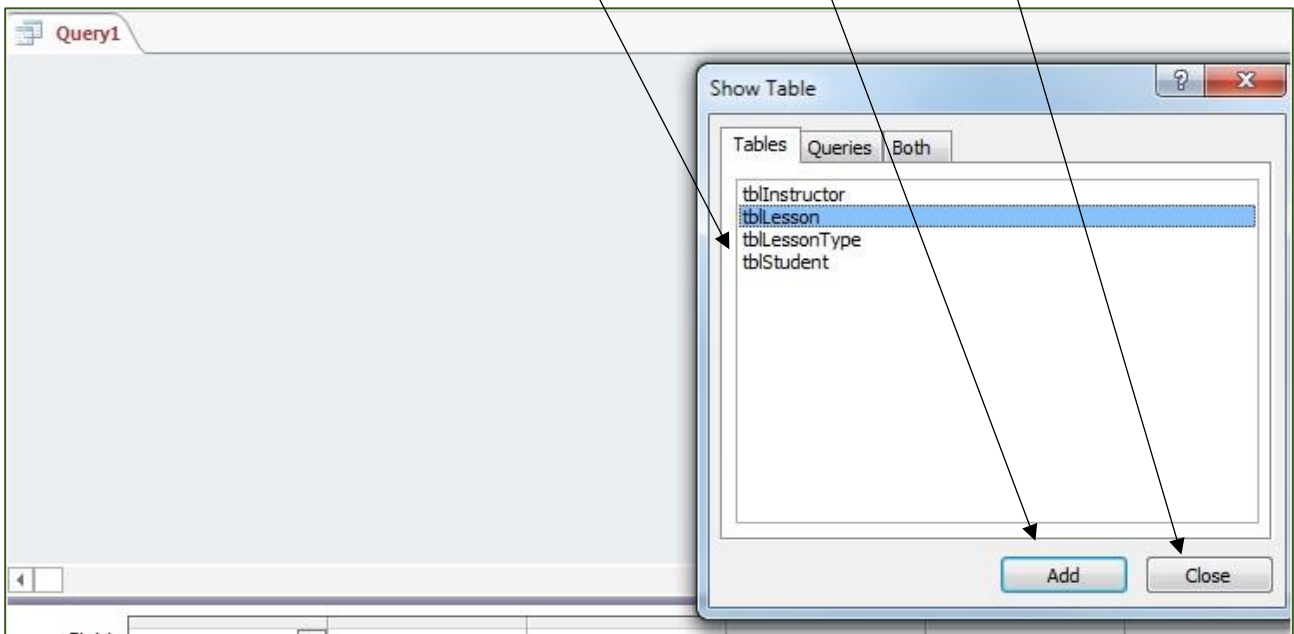 Query1
Show Table
Tables Queries Both
tblInstructor
tblLesson
tblLessonType
tblStudent
Add Close